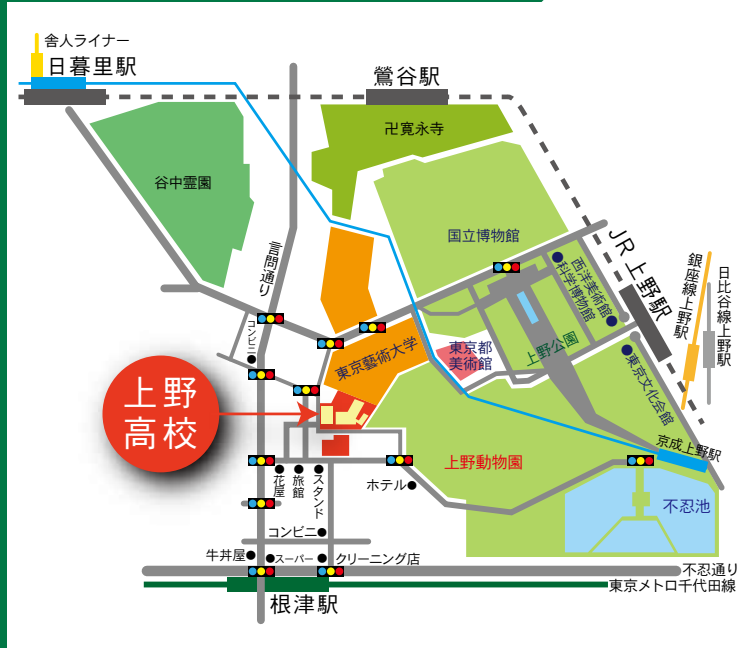 舎人ライナー
日暮里駅
鶯谷駅
卍寛永寺
谷中霊園
国立博物館
言問通り
JR上野駅
銀座線上野駅
日比谷線上野駅
西洋美術館
科学博物館
コンビニ
東京藝術大学
東京都
美術館
上野公園
東京文化会館
上野
高校
京成上野駅
上野動物園
花屋
旅館
スタンド
ホテル
不忍池
コンビニ
牛丼屋
スーパー
クリーニング店
不忍通り
東京メトロ千代田線
根津駅